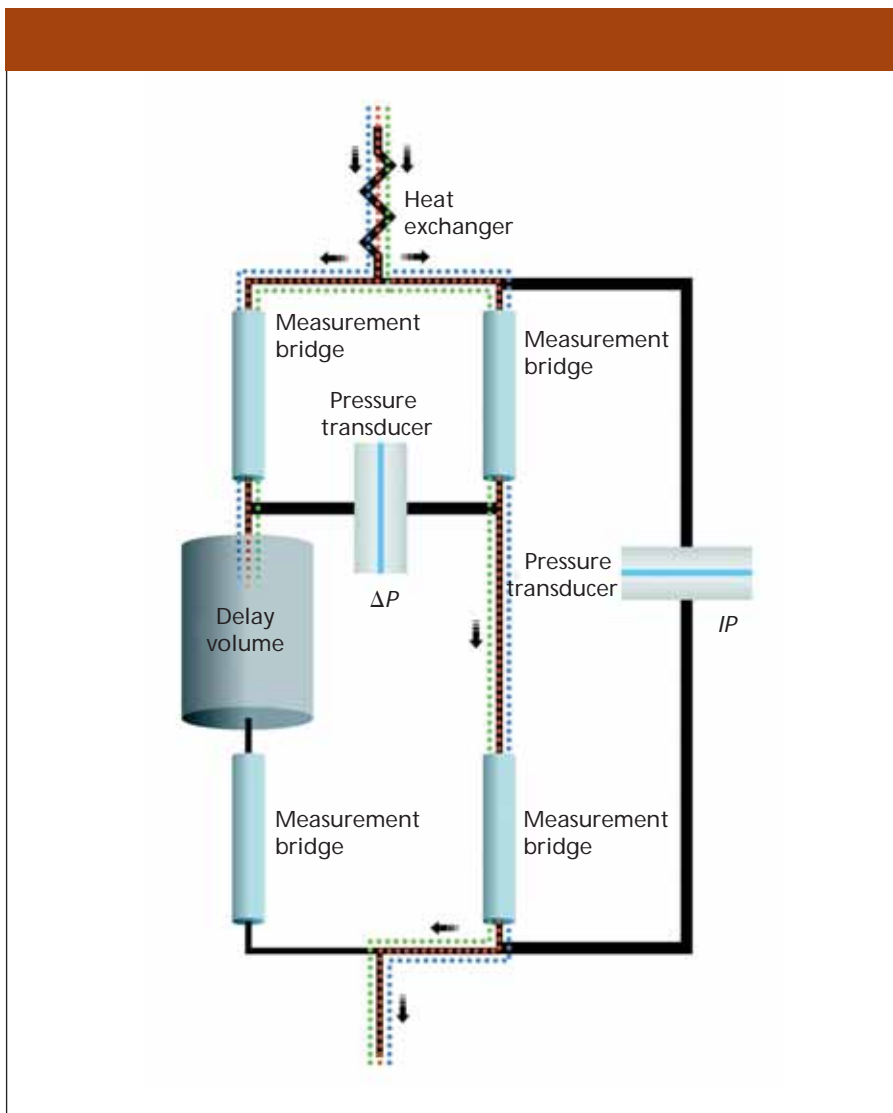 Heat
exchanger
Measurement
bridge
Measurement
bridge
Pressure
transducer
ΔP
Pressure
transducer
IP
Delay
volume
Measurement
bridge
Measurement
bridge